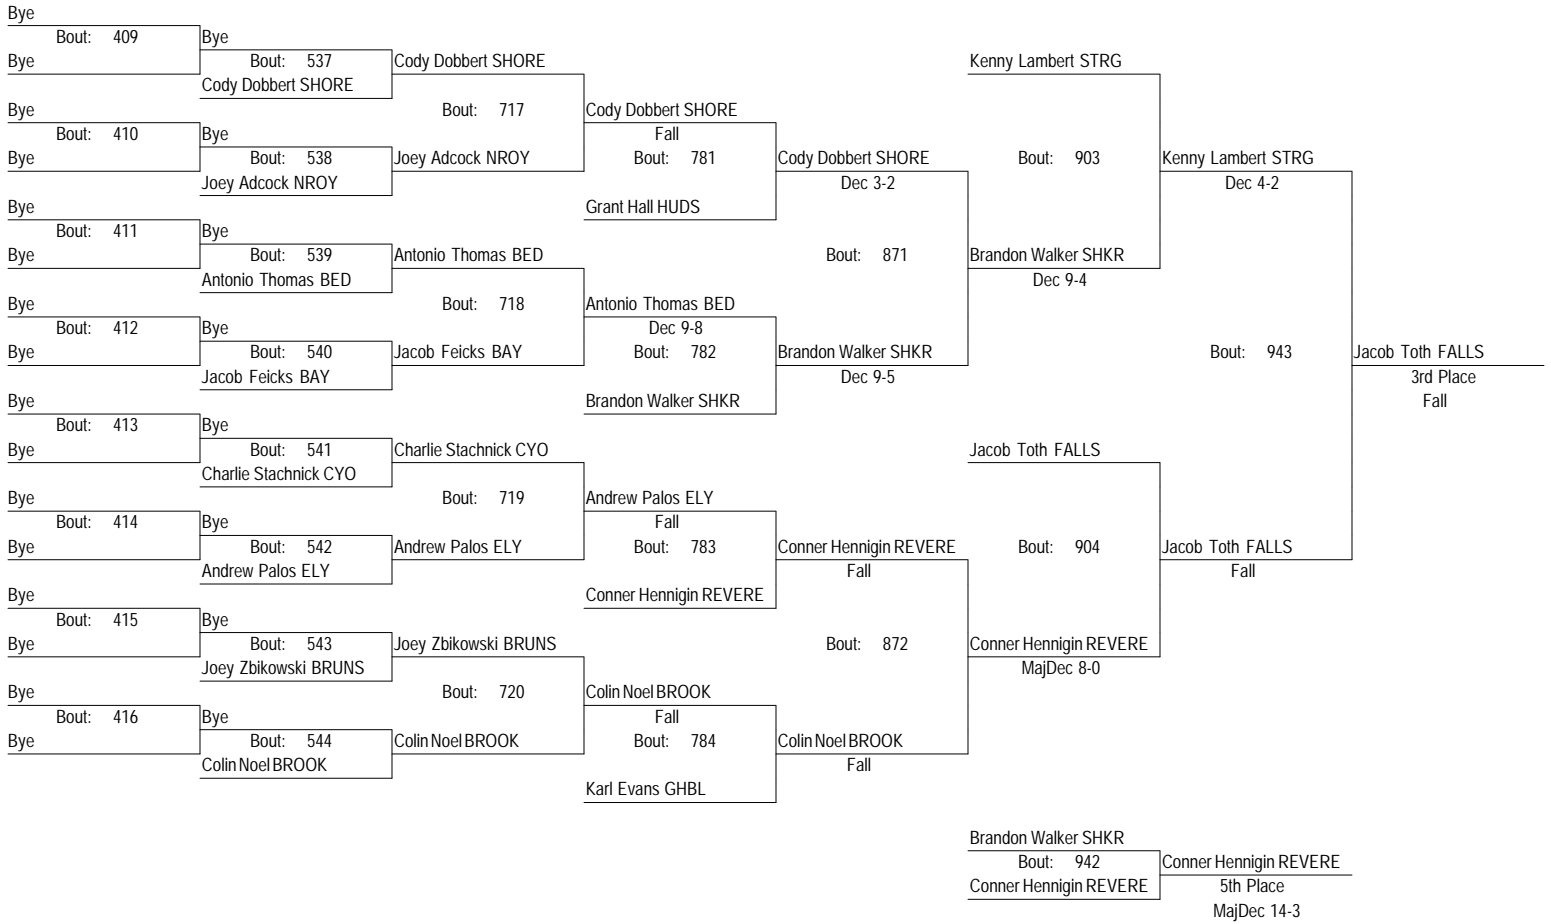 Bye
Bout: 409 Bye
Bye Bout: 537 Cody Dobbert SHORE Kenny Lambert STRG
Cody Dobbert SHORE
Bye Bout: 717 Cody Dobbert SHORE
Bout: 410 Bye Fall
Bye Bout: 538 Joey Adcock NROY Bout: 781 Cody Dobbert SHORE Bout: 903 Kenny Lambert STRG
Joey Adcock NROY Dec 3-2 Dec 4-2
Bye Grant Hall HUDS
Bout: 411 Bye
Bye Bout: 539 Antonio Thomas BED Bout: 871 Brandon Walker SHKR
Antonio Thomas BED Dec 9-4
Bye Bout: 718 Antonio Thomas BED
Bout: 412 Bye Dec 9-8
Bye Bout: 540 Jacob Feicks BAY Bout: 782 Brandon Walker SHKR Bout: 943 Jacob Toth FALLS
Jacob Feicks BAY Dec 9-5 3rd Place
Bye Brandon Walker SHKR Fall
Bout: 413 Bye
Bye Bout: 541 Charlie Stachnick CYO Jacob Toth FALLS
Charlie Stachnick CYO
Bye Bout: 719 Andrew Palos ELY
Bout: 414 Bye Fall
Bye Bout: 542 Andrew Palos ELY Bout: 783 Conner Hennigin REVERE Bout: 904 Jacob Toth FALLS
Andrew Palos ELY Fall Fall
Bye Conner Hennigin REVERE
Bout: 415 Bye
Bye Bout: 543 Joey Zbikowski BRUNS Bout: 872 Conner Hennigin REVERE
Joey Zbikowski BRUNS MajDec 8-0
Bye Bout: 720 Colin Noel BROOK
Bout: 416 Bye Fall
Bye Bout: 544 Colin Noel BROOK Bout: 784 Colin Noel BROOK
Colin Noel BROOK Fall
Karl Evans GHBL
Brandon Walker SHKR
Bout: 942 Conner Hennigin REVERE
Conner Hennigin REVERE 5th Place
MajDec 14-3